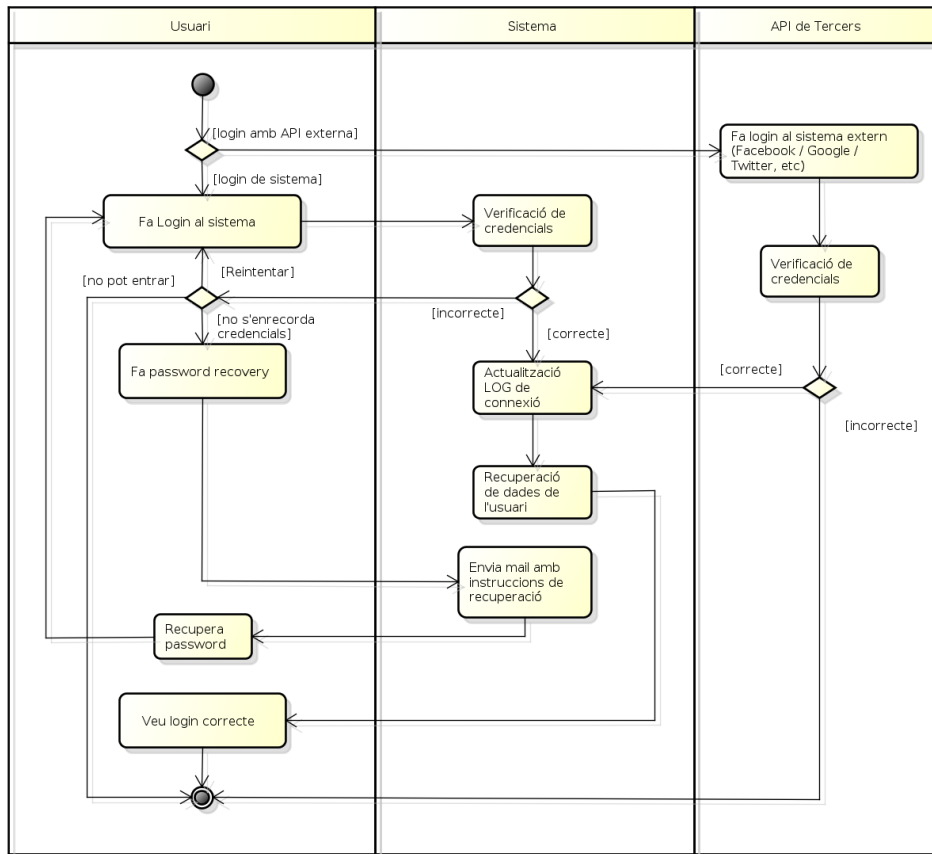 Usuari
Sistema
API de Tercers
[login amb API externa]
Fa login al sistema extern
(Facebook / Google /
Twitter, etc)
[login de sistema]
Fa Login al sistema
Verificació de
credencials
Verificació de
credencials
[no pot entrar]
[Reintentar]
[no s'enrecorda
credencials]
[incorrecte]
[correcte]
Fa password recovery
Actualització
LOG de
connexió
[correcte]
[incorrecte]
Recuperació
de dades de
l'usuari
Envia mail amb
instruccions de
recuperació
Recupera
password
Veu login correcte